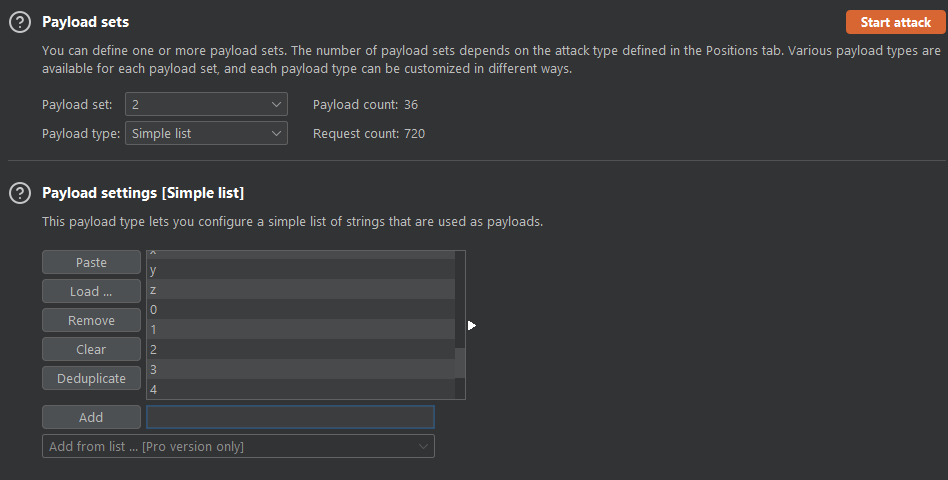 ? Payload sets Start attack
You can define one or more payload sets. The number of payload sets depends on the attack type defined in the Positions tab. Various payload types are
available for each payload set, and each payload type can be customized in different ways.
Payload set: 2 Payload count: 36
Payload type: Simple list Request count: 720
? Payload settings [Simple list]
This payload type lets you configure a simple list of strings that are used as payloads.
Paste
Load ...
Remove
Clear
Deduplicate
y
z
0
1
2
3
4
Add
Add from list ... [Pro version only]